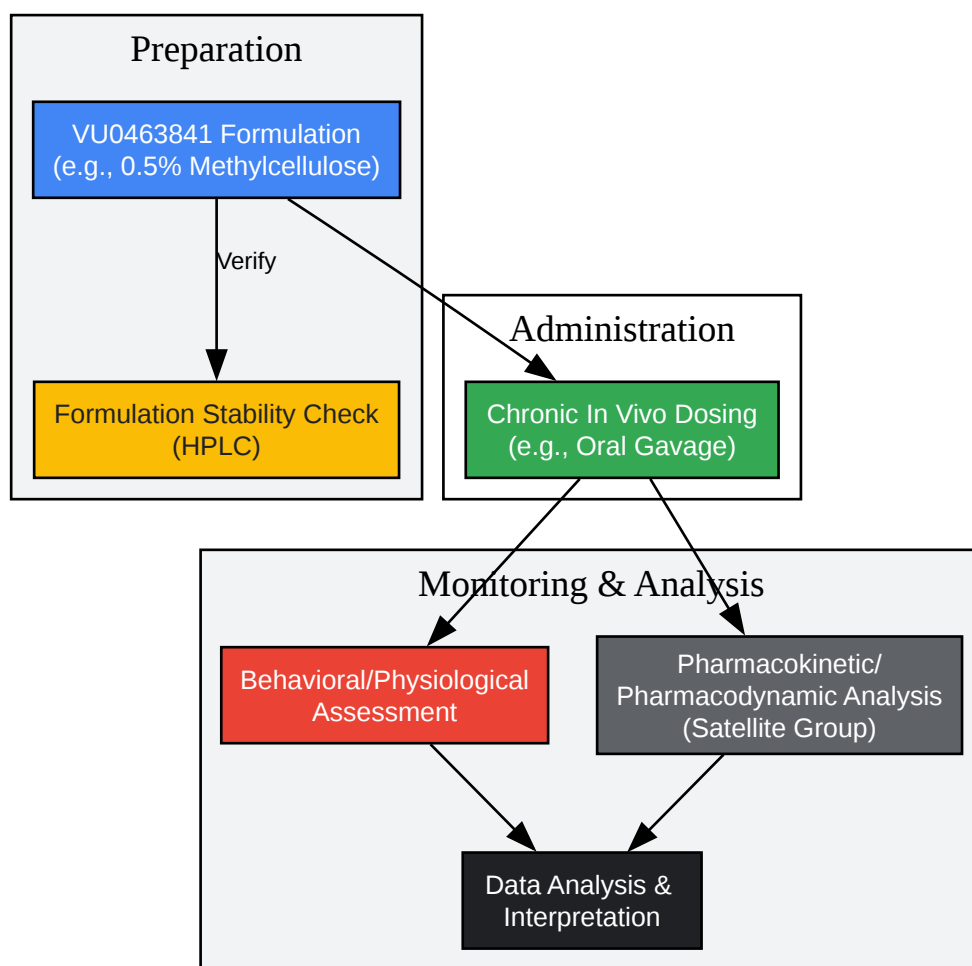 Preparation
VU0463841 Formulation
(e.g., 0.5% Methylcellulose)
Verify
Formulation Stability Check
(HPLC)
Administration
Chronic In Vivo Dosing
(e.g., Oral Gavage)
Monitoring & Analysis
Behavioral/Physiological
Assessment
Pharmacokinetic/
Pharmacodynamic Analysis
(Satellite Group)
Data Analysis &
Interpretation